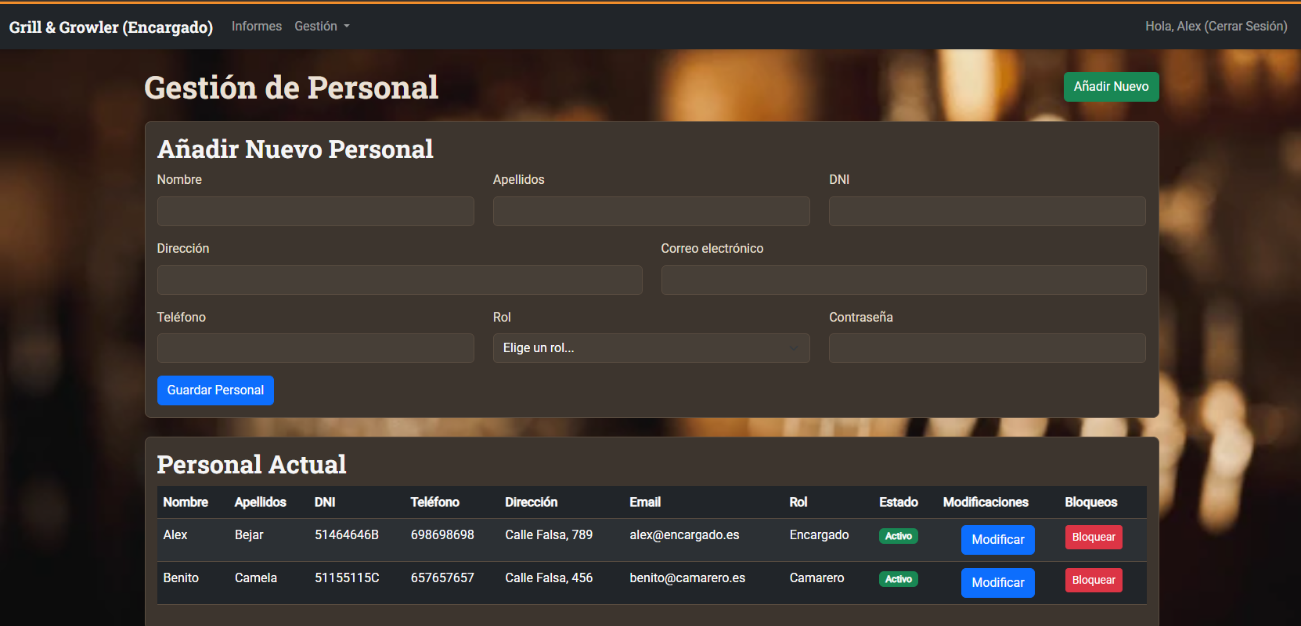 Grill & Growler (Encargado) Informes Gestión Hola, Alex (Cerrar Sesión)
Gestión de Personal Añadir Nuevo
Añadir Nuevo Personal
Nombre Apellidos DNI
Dirección Correo electrónico
Teléfono Rol Contraseña
Elige un rol...
Guardar Personal
Personal Actual
Nombre Apellidos DNI Teléfono Dirección Email Rol Estado Modificaciones Bloqueos
Alex Bejar 51464646B 698698698 Calle Falsa, 789 alex@encargado.es Encargado Activo Modificar Bloquear
Benito Camela 51155115C 657657657 Calle Falsa, 456 benito@camarero.es Camarero Activo Modificar Bloquear